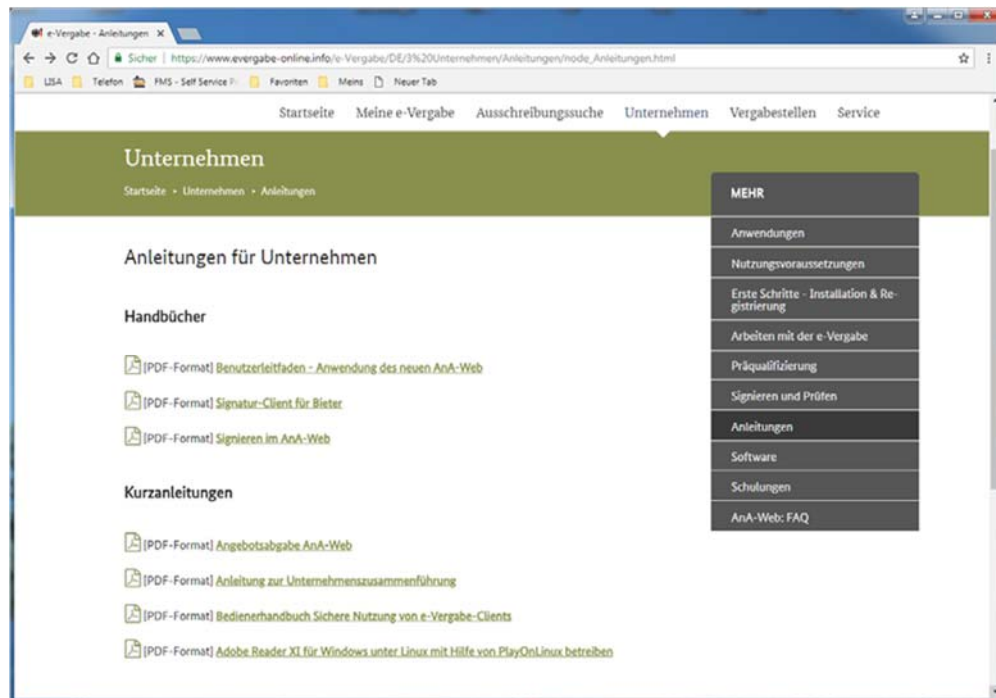 e-Vergabe - Anleitungen
Sicher | https://www.evergabe-online.info/e-Vergabe/DE/3%20Unternehmen/Anleitungen/node_Anleitungen.html
LISA Telefon FMS - Self Service Favoriten Meins Neuer Tab
Startseite Meine e-Vergabe Ausschreibungssuche Unternehmen Vergabestellen Service
Unternehmen
Startseite Unternehmen Anleitungen
MEHR
Anwendungen
Nutzungsvoraussetzungen
Erste Schritte - Installation & Re-
gistrierung
Arbeiten mit der e-Vergabe
Präqualifizierung
Signieren und Prüfen
Anleitungen
Software
Schulungen
AnA-Web: FAQ
Anleitungen für Unternehmen
Handbücher
[PDF-Format] Benutzerleitfaden - Anwendung des neuen AnA-Web
[PDF-Format] Signatur-Client für Bieter
[PDF-Format] Signieren im AnA-Web
Kurzanleitungen
[PDF-Format] Angebotsabgabe AnA-Web
[PDF-Format] Anleitung zur Unternehmenszusammenführung
[PDF-Format] Bedienerhandbuch Sichere Nutzung von e-Vergabe-Clients
[PDF-Format] Adobe Reader XI für Windows unter Linux mit Hilfe von PlayOnLinux betreiben